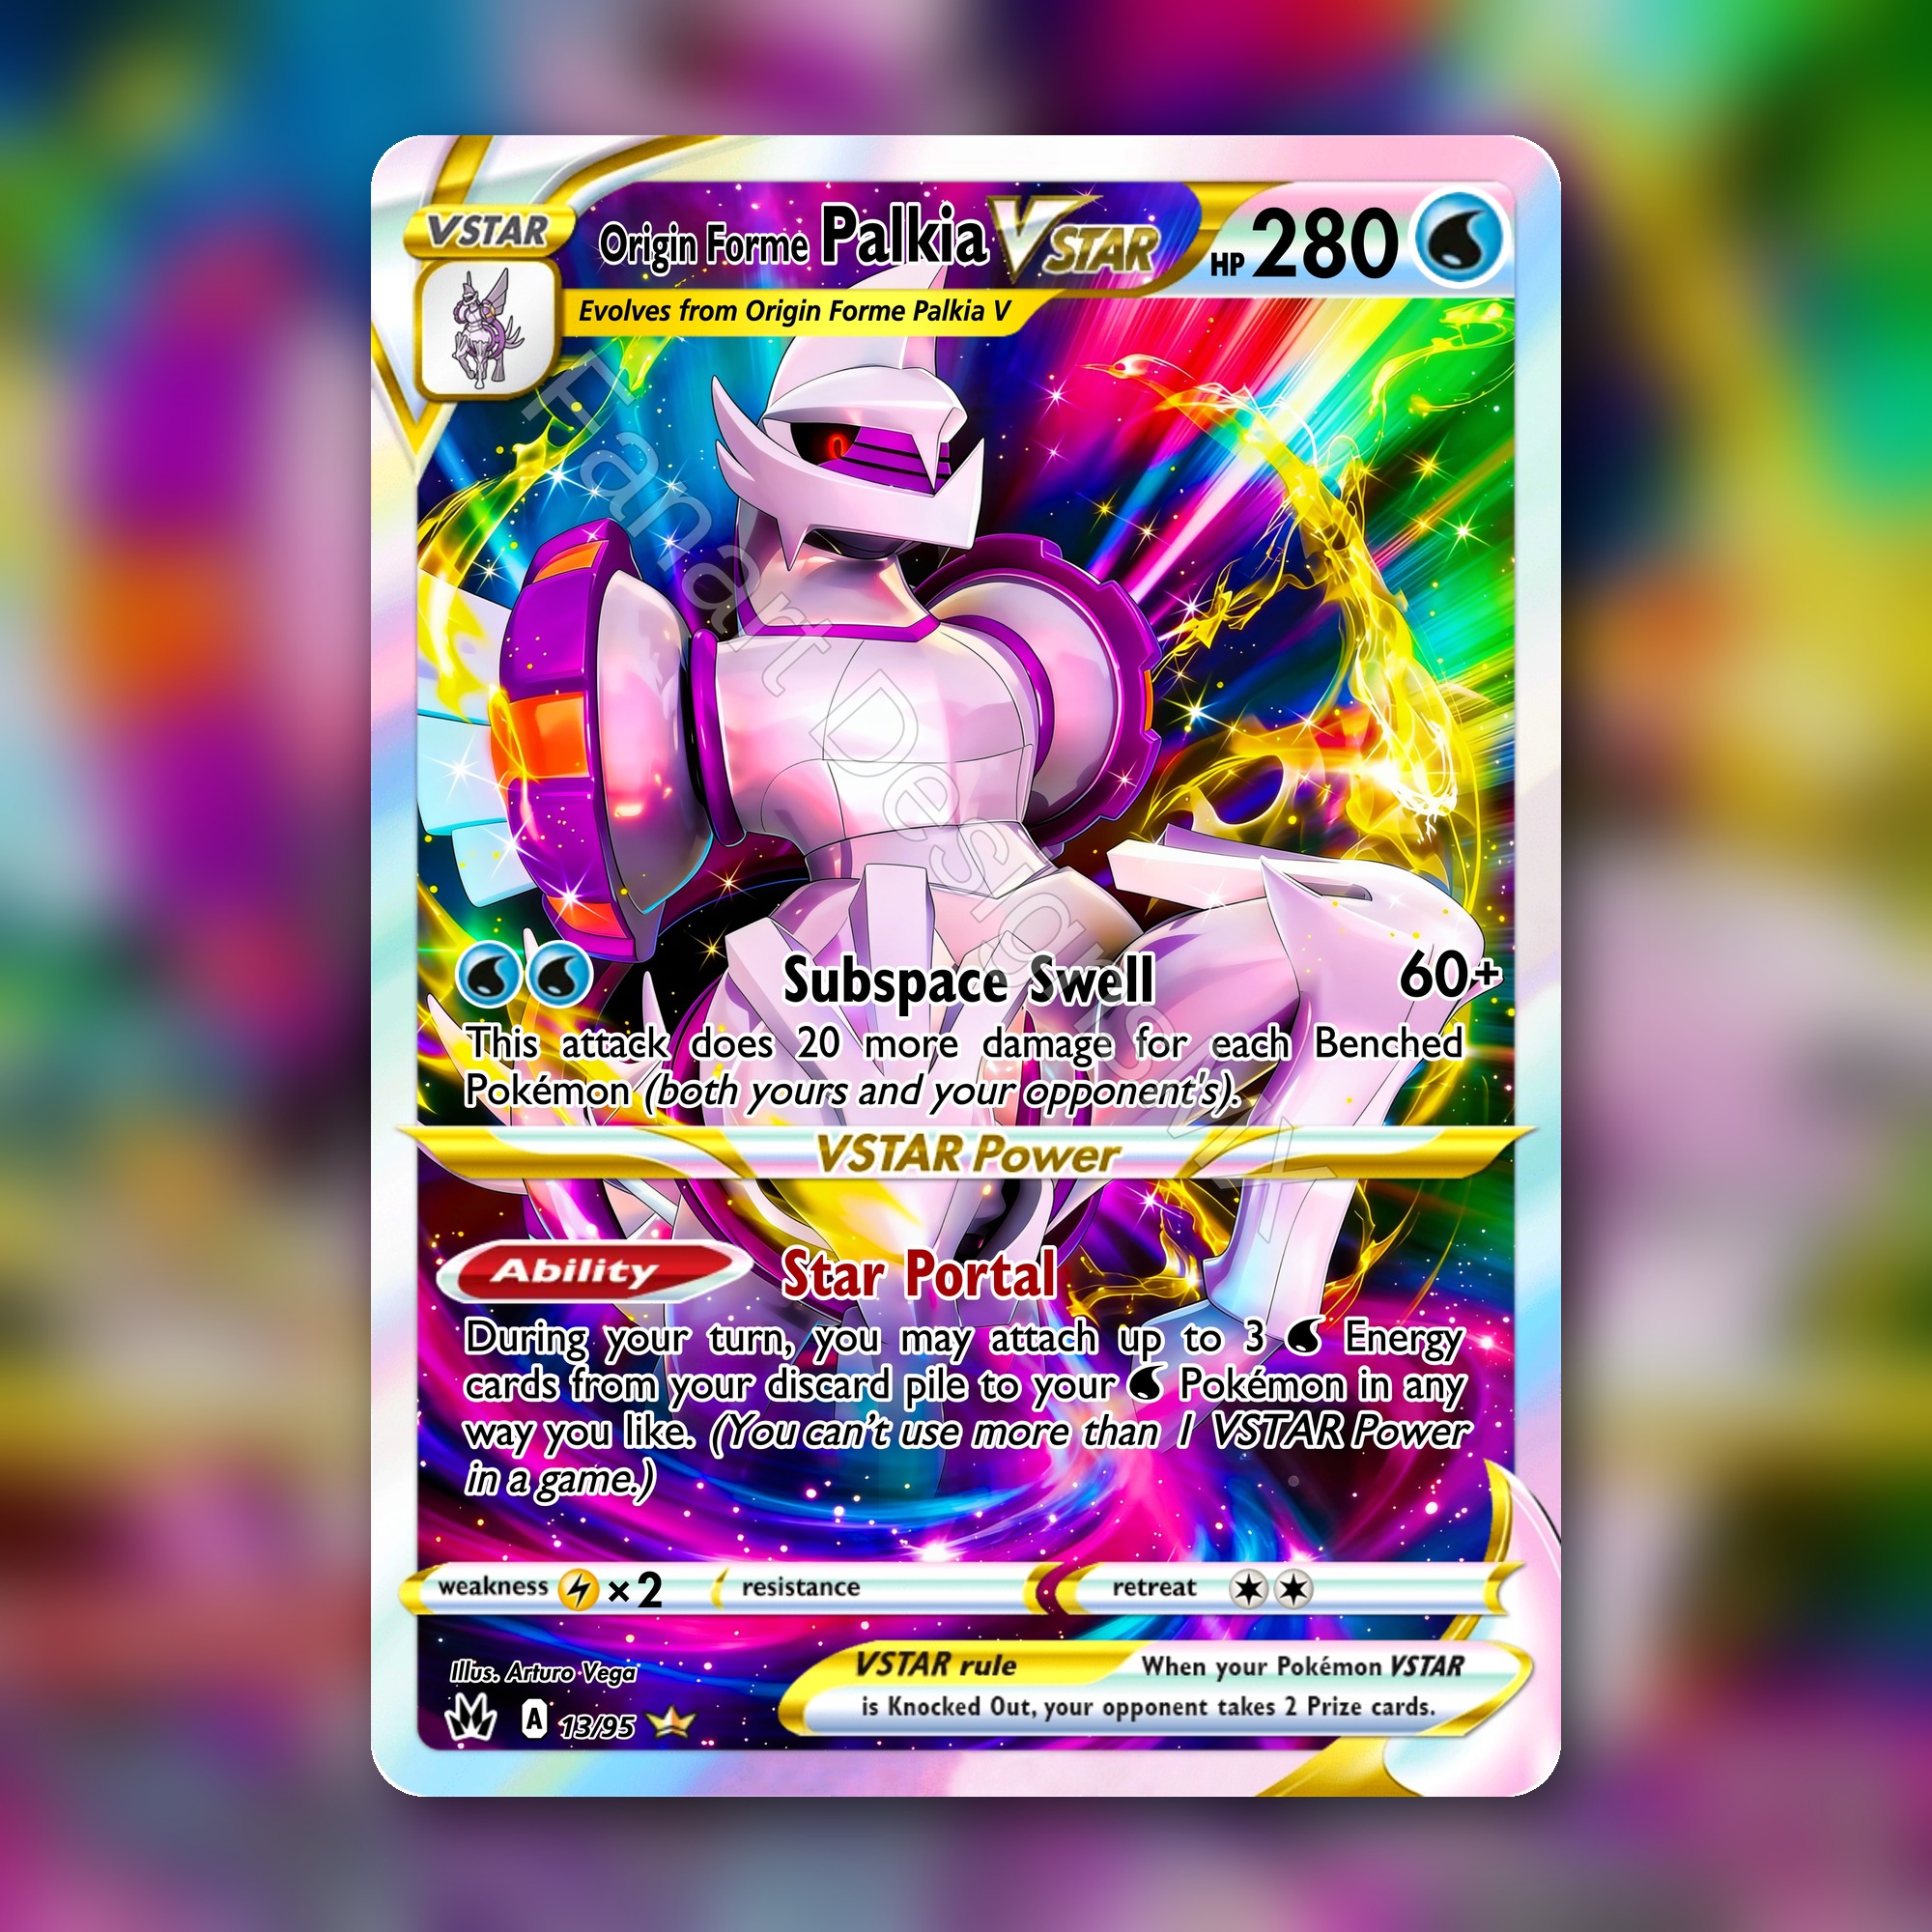 VSTAR
Origin Forme Palkia VSTAR
HP 280
Evolves from Origin Forme Palkia V
Fanart Designs MX
Subspace Swell 60+
This attack does 20 more damage for each Benched
Pokémon (both yours and your opponent's).
VSTAR Power
Ability Star Portal
During your turn, you may attach up to 3 Energy
cards from your discard pile to your Pokémon in any
way you like. (You can't use more than 1 VSTAR Power
in a game.)
weakness ×2 resistance retreat
Illus. Arturo Vega
A 13/95
VSTAR rule When your Pokémon VSTAR
is Knocked Out, your opponent takes 2 Prize cards.